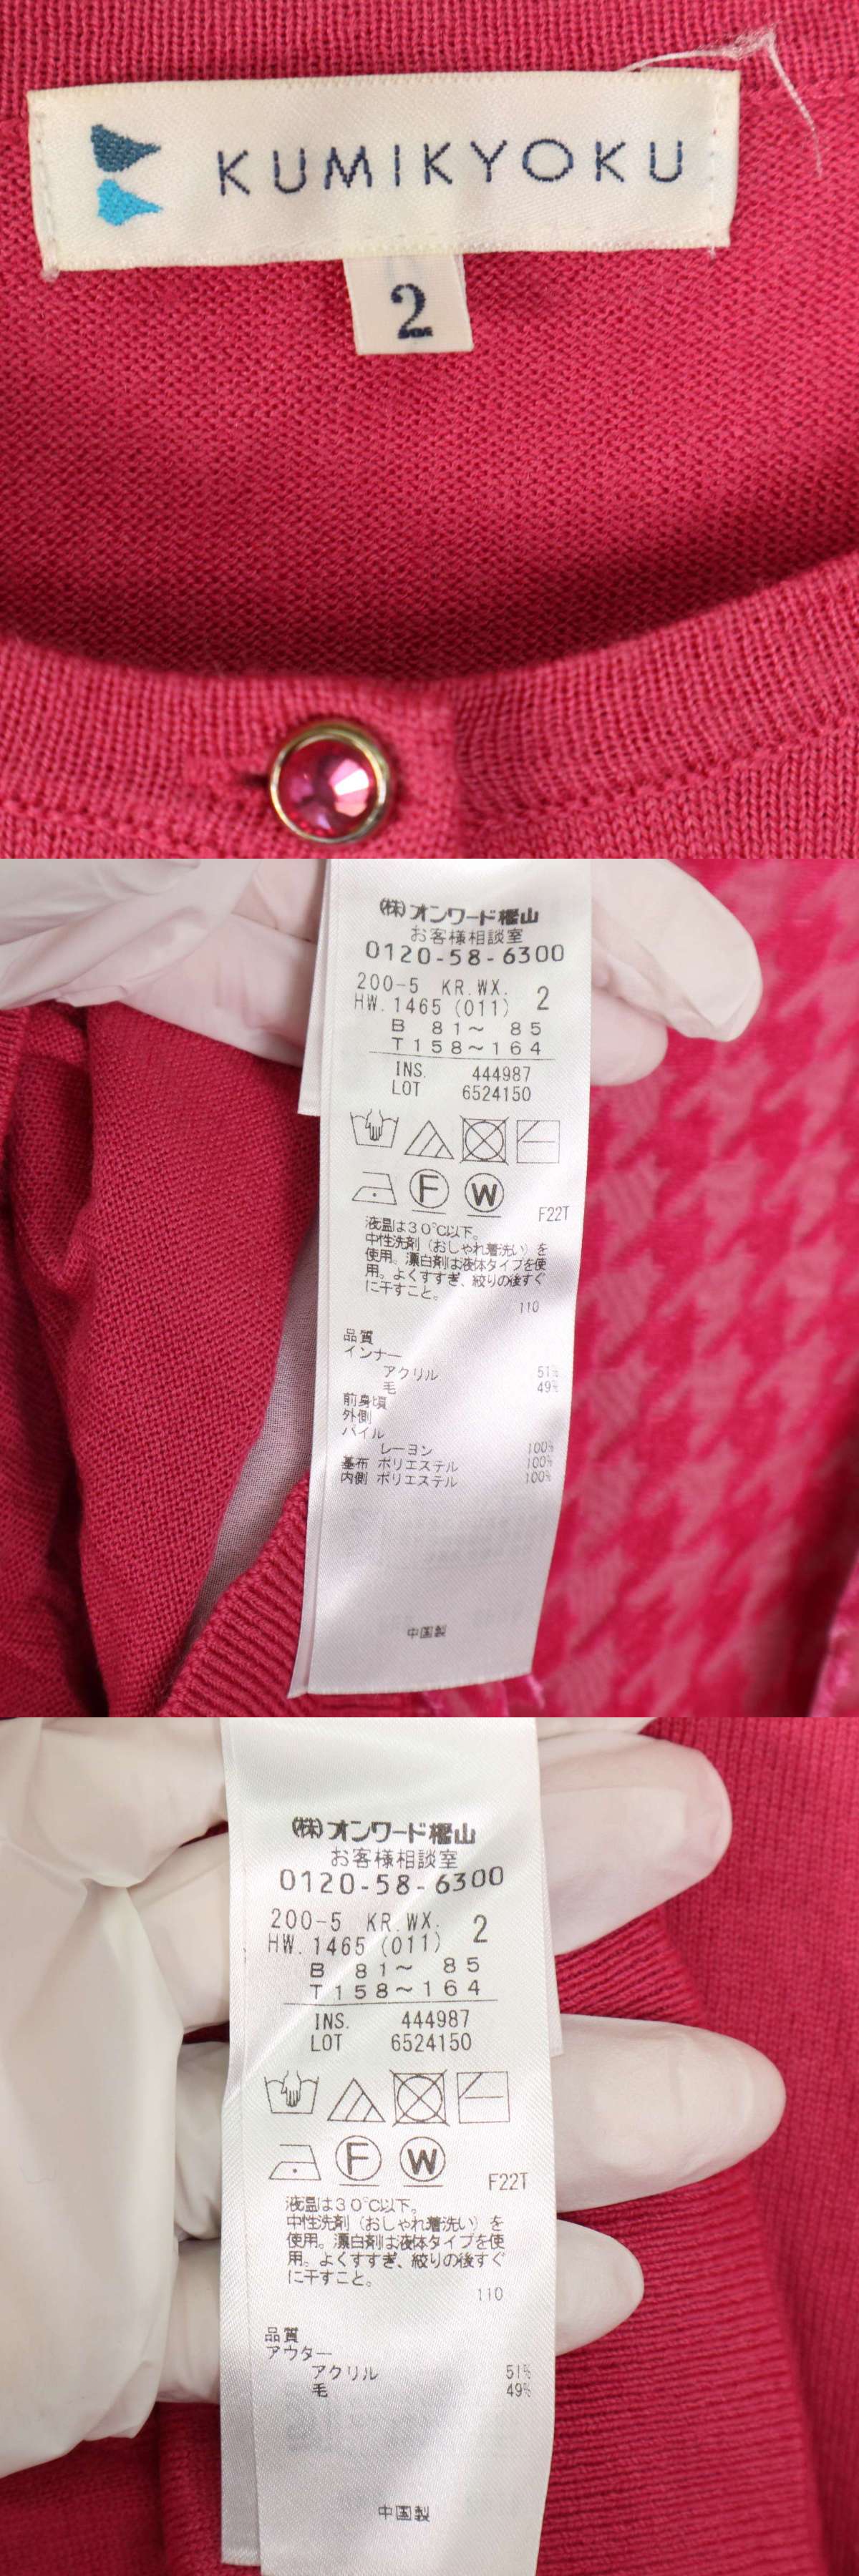 KUMIKYOKU
2
(株)オンワード樫山
お客様相談室
0120-58-6300
200-5 KR.WX.
HW.1465 (011) 2
B 81～ 85
T158～164
INS. 444987
LOT 6524150
F W
F22T
液温は30℃以下。
中性洗剤（おしゃれ着洗い）を
使用。漂白剤は液体タイプを使
用。よくすすぎ、絞りの後すぐ
に干すこと。
110
品質
インナー
アクリル 51%
毛 49%
前身頃
外側
パイル
レーヨン 100%
基布 ポリエステル 100%
内側 ポリエステル 100%
中国製
(株)オンワード樫山
お客様相談室
0120-58-6300
200-5 KR.WX.
HW.1465 (011) 2
B 81～ 85
T158～164
INS. 444987
LOT 6524150
F W
F22T
液温は30℃以下。
中性洗剤（おしゃれ着洗い）を
使用。漂白剤は液体タイプを使
用。よくすすぎ、絞りの後すぐ
に干すこと。
110
品質
アウター
アクリル 51%
毛 49%
中国製